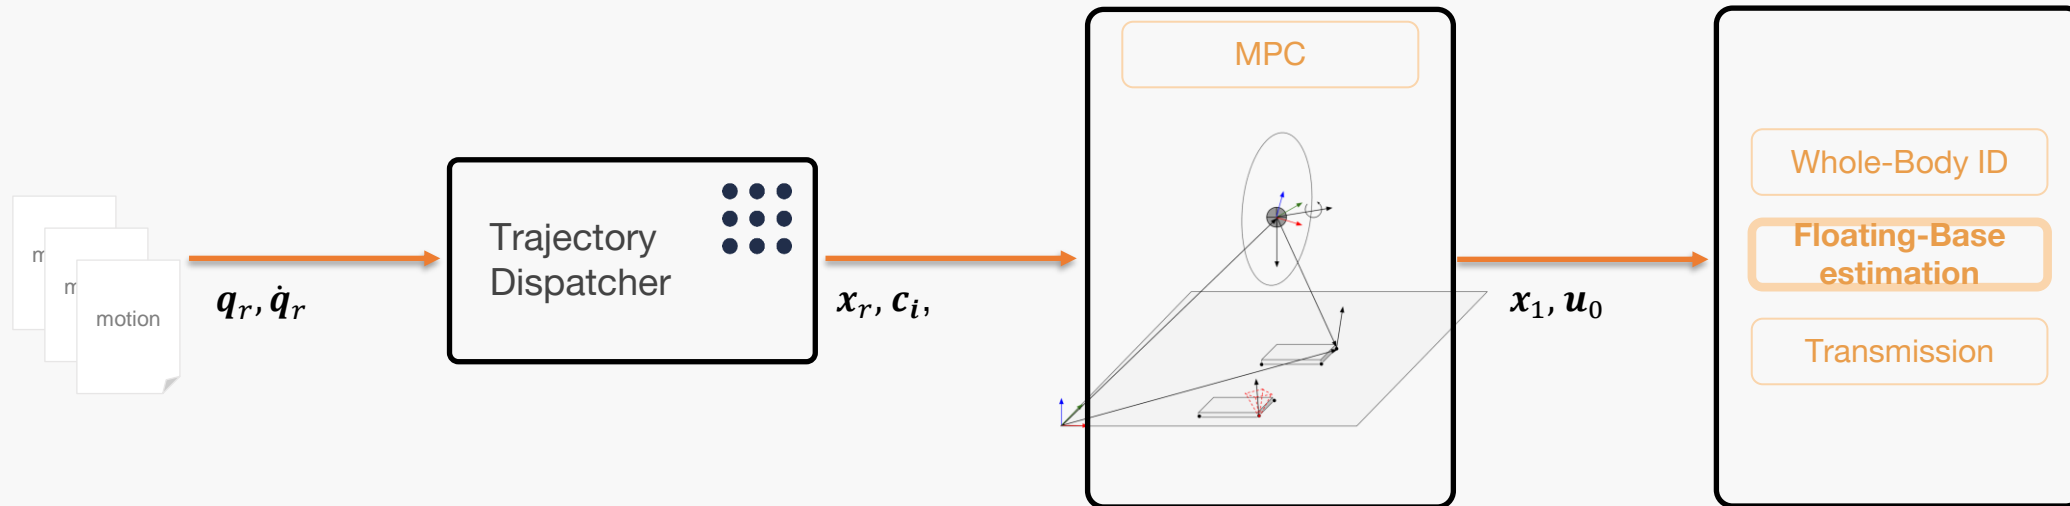 MPC
Whole-Body ID
Floating-Base
estimation
Transmission
Trajectory
Dispatcher
m
m
motion
q_r, q̇_r
x_r, c_i,
x_1, u_0